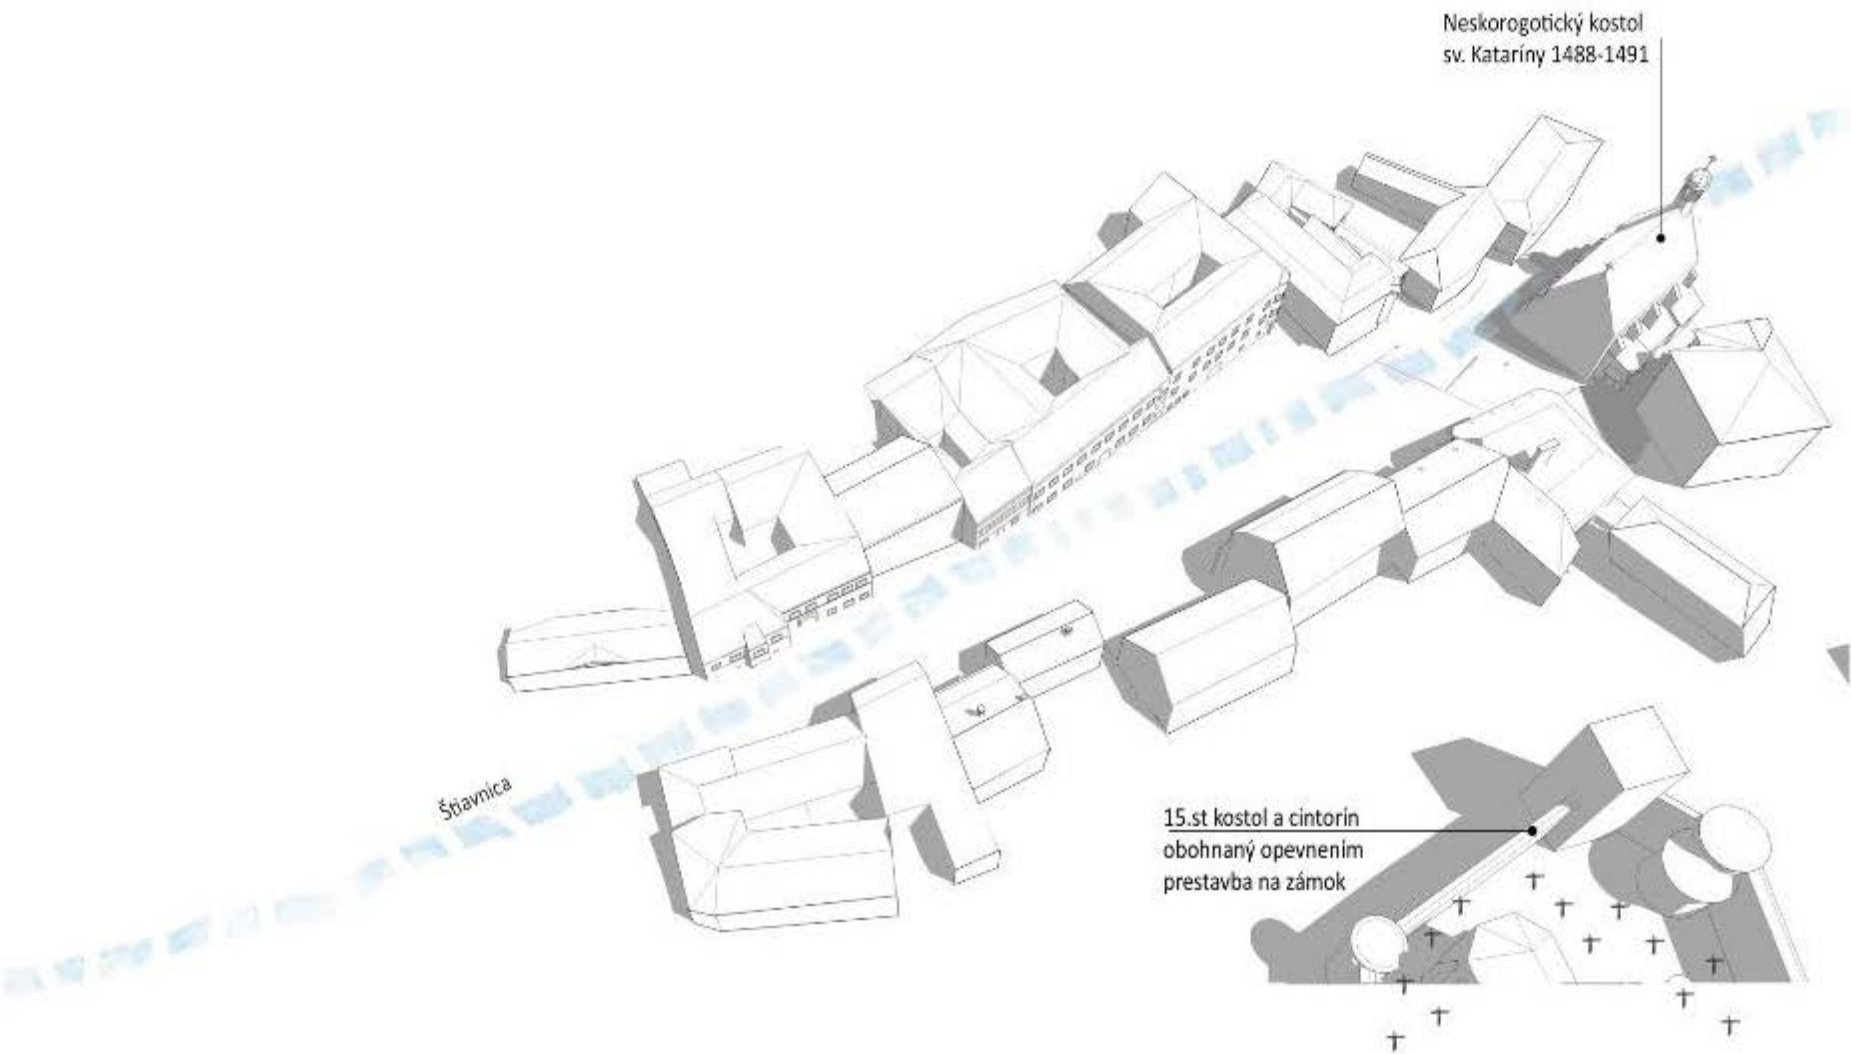 Neskorogotický kostol
sv. Kataríny 1488-1491
Štiavnica
15.st kostol a cintorín
obohnaný opevnením
prestavba na zámok